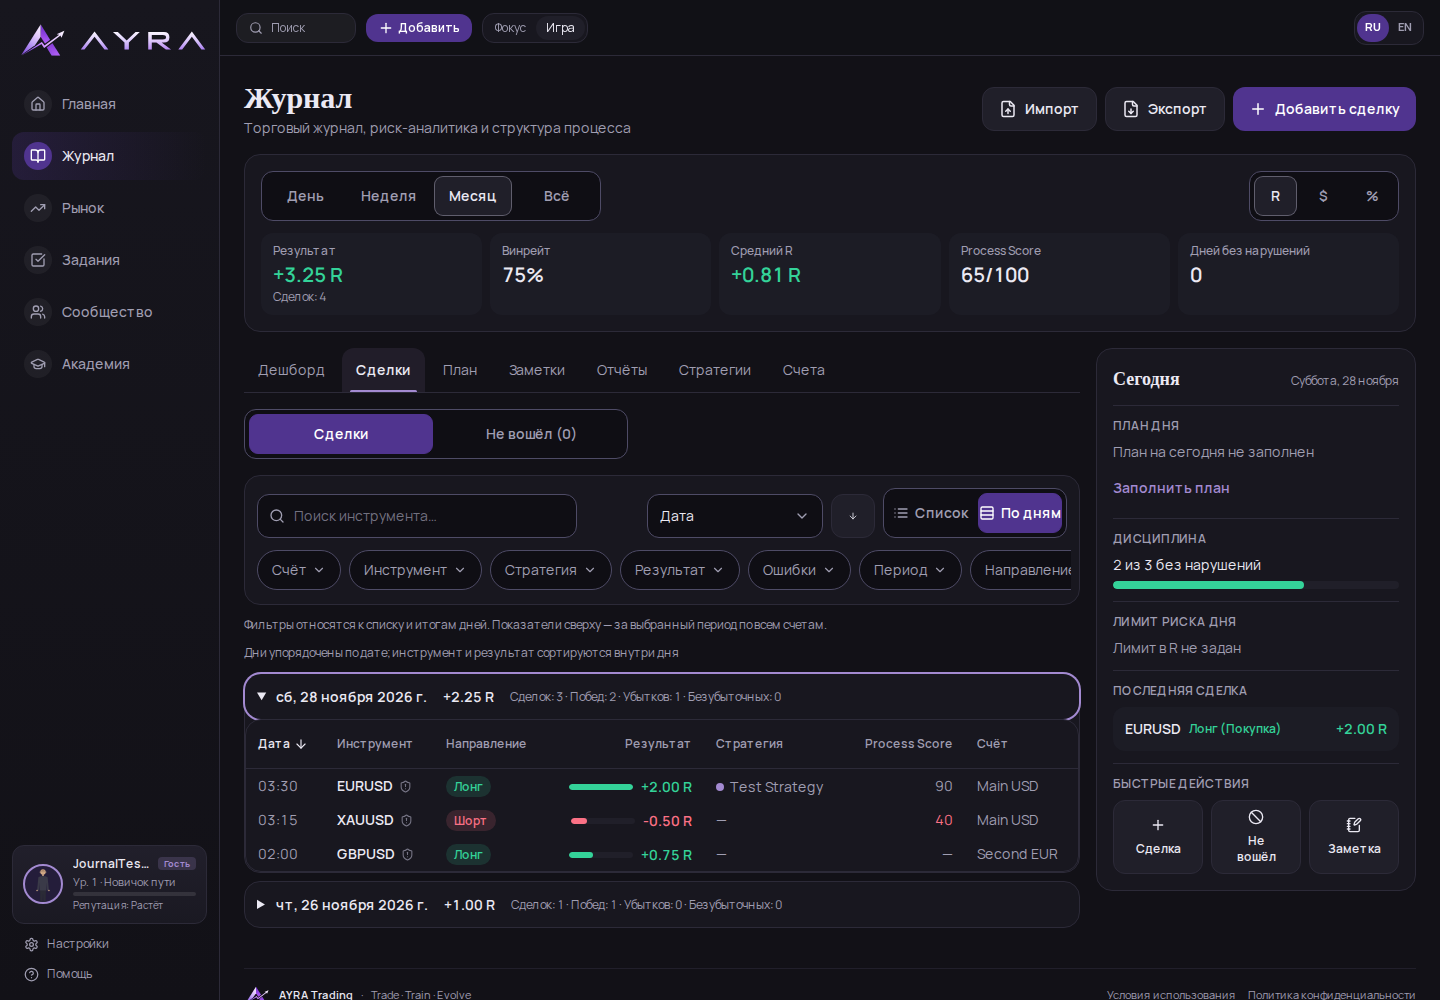 AYRA
Поиск
Добавить
Фокус
Игра
RU
EN
Главная
Журнал
Рынок
Задания
Сообщество
Академия
Журнал
Торговый журнал, риск-аналитика и структура процесса
Импорт
Экспорт
Добавить сделку
День
Неделя
Месяц
Всё
R
$
%
Результат
+3.25 R
Сделок: 4
Винрейт
75%
Средний R
+0.81 R
Process Score
65/100
Дней без нарушений
0
Дешборд
Сделки
План
Заметки
Отчёты
Стратегии
Счета
Сделки
Не вошёл (0)
Поиск инструмента...
Дата
Список
По дням
Счёт
Инструмент
Стратегия
Результат
Ошибки
Период
Направление
Фильтры относятся к списку и итогам дней. Показатели сверху — за выбранный период по всем счетам.
Дни упорядочены по дате; инструмент и результат сортируются внутри дня
▼ сб, 28 ноября 2026 г. +2.25 R Сделок: 3 · Побед: 2 · Убытков: 1 · Безубыточных: 0
Дата ↓ Инструмент Направление Результат Стратегия Process Score Счёт
03:30 EURUSD Лонг +2.00 R Test Strategy 90 Main USD
03:15 XAUUSD Шорт -0.50 R — 40 Main USD
02:00 GBPUSD Лонг +0.75 R — — Second EUR
▶ чт, 26 ноября 2026 г. +1.00 R Сделок: 1 · Побед: 1 · Убытков: 0 · Безубыточных: 0
Сегодня
Суббота, 28 ноября
ПЛАН ДНЯ
План на сегодня не заполнен
Заполнить план
ДИСЦИПЛИНА
2 из 3 без нарушений
ЛИМИТ РИСКА ДНЯ
Лимит в R не задан
ПОСЛЕДНЯЯ СДЕЛКА
EURUSD Лонг (Покупка) +2.00 R
БЫСТРЫЕ ДЕЙСТВИЯ
Сделка
Не
вошёл
Заметка
JournalTes... Гость
Ур. 1 · Новичок пути
Репутация: Растёт
Настройки
Помощь
AYRA Trading · Trade · Train · Evolve
Условия использования
Политика конфиденциальности